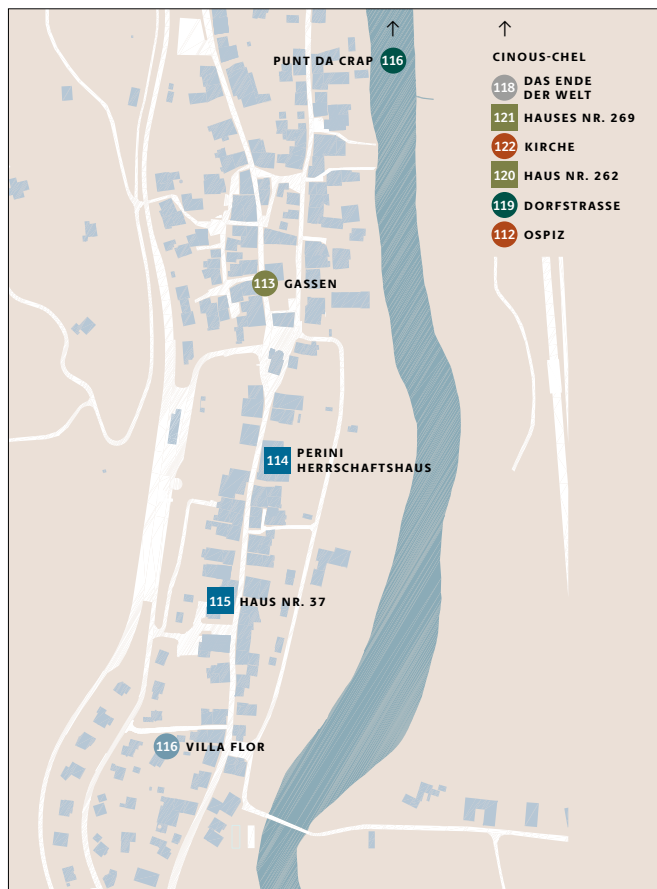 PUNT DA CRAP 116
CINOUS-CHEL
118 DAS ENDE
DER WELT
121 HAUSES NR. 269
122 KIRCHE
120 HAUS NR. 262
119 DORFSTRASSE
112 OSPIZ
113 GASSEN
114 PERINI
HERRSCHAFTSHAUS
115 HAUS NR. 37
116 VILLA FLOR